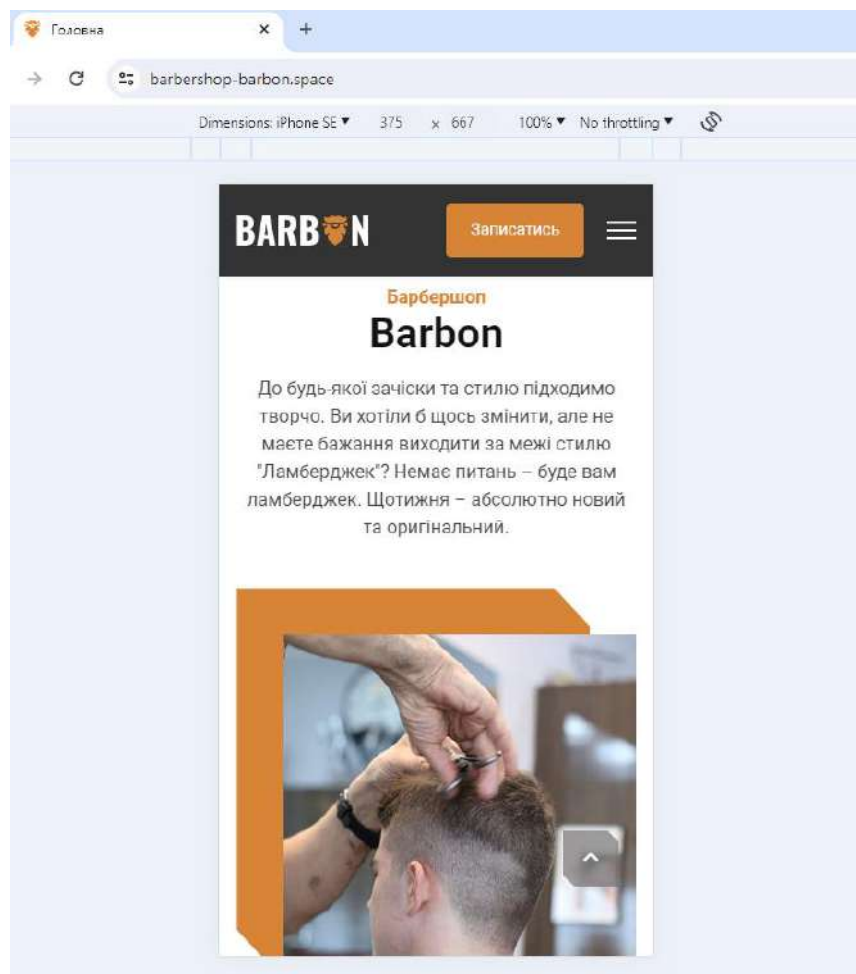 Головна
barbershop-barbon.space
Dimensions: iPhone SE 375 x 667 100% No throttling
BARBON
Записатись
Барбершоп
Barbon
До будь-якої зачіски та стилю підходимо
творчо. Ви хотіли б щось змінити, але не
маєте бажання виходити за межі стилю
"Ламберджек"? Немає питань – буде вам
ламберджек. Щотижня – абсолютно новий
та оригінальний.